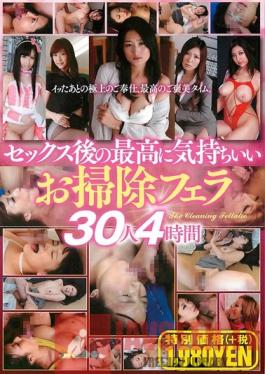 イッたあとの極上のご奉仕、最高のご褒美タイム。
セックス後の最高に気持ちいい
お掃除フェラ
The Cleaning Fellatio
30人4時間
特別価格(+税)
1,980YEN